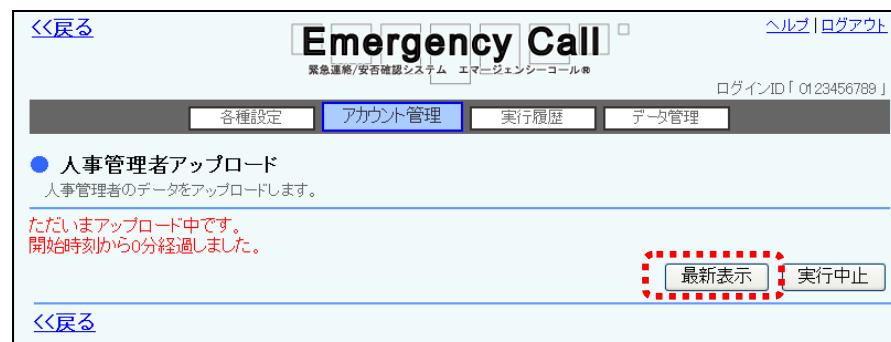 <<戻る
Emergency Call
ヘルプ | ログアウト
緊急連絡/安否確認システム エマージェンシーコール®
ログインID「 0123456789 」
各種設定 アカウント管理 実行履歴 データ管理
● 人事管理者アップロード
人事管理者のデータをアップロードします。
ただいまアップロード中です。
開始時刻から0分経過しました。
最新表示 実行中止
<<戻る